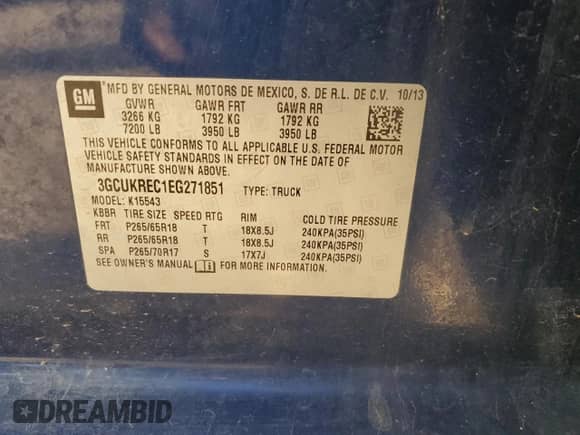 GM
MFD BY GENERAL MOTORS DE MEXICO, S. DE R.L. DE C.V. 10/13
GVWR GAWR FRT GAWR RR
3266 KG 1792 KG 1792 KG
7200 LB 3950 LB 3950 LB
THIS VEHICLE CONFORMS TO ALL APPLICABLE U.S. FEDERAL MOTOR
VEHICLE SAFETY STANDARDS IN EFFECT ON THE DATE OF
MANUFACTURE SHOWN ABOVE.
3GCUKREC1EG271851 TYPE: TRUCK
MODEL: K15543
KBBR TIRE SIZE SPEED RTG RIM COLD TIRE PRESSURE
FRT P265/65R18 T 18X8.5J 240KPA(35PSI)
RR P265/65R18 T 18X8.5J 240KPA(35PSI)
SPA P265/70R17 S 17X7J 240KPA(35PSI)
SEE OWNER'S MANUAL FOR MORE INFORMATION.
DREAMBID